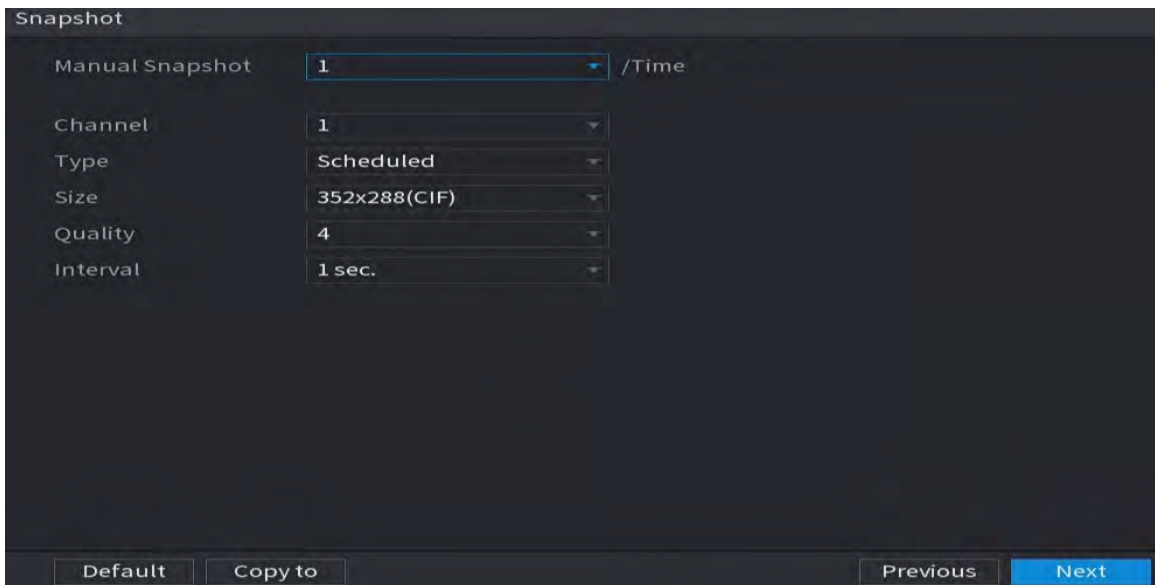 Snapshot
Manual Snapshot 1 /Time
Channel 1
Type Scheduled
Size 352x288(CIF)
Quality 4
Interval 1 sec.
Default Copy to Previous Next